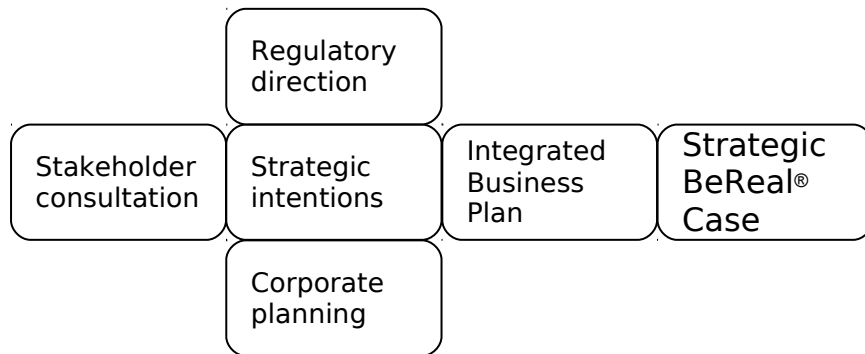 Regulatory
direction
Stakeholder
consultation
Strategic
intentions
Integrated
Business
Plan
Strategic
BeReal®
Case
Corporate
planning